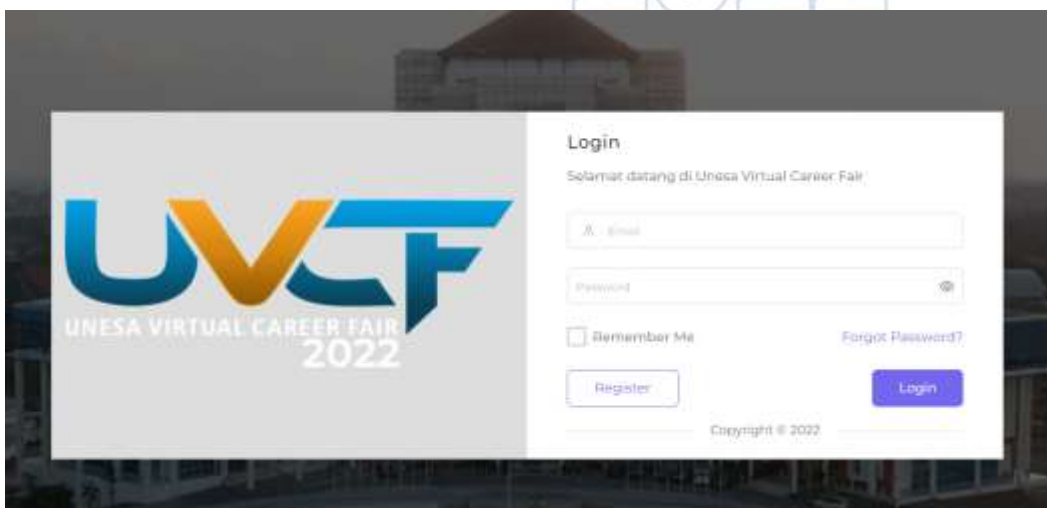 UVCF
UNESA VIRTUAL CAREER FAIR
2022
Login
Selamat datang di Unesa Virtual Career Fair
Email
Password
Remember Me
Forgot Password?
Register
Login
Copyright © 2022